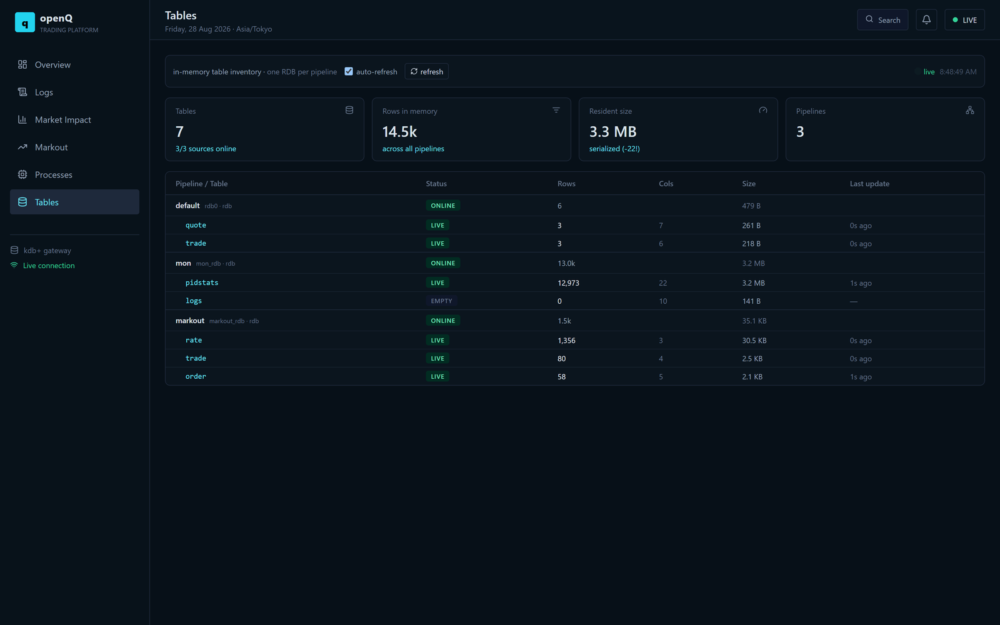 q
openQ
TRADING PLATFORM
Overview
Logs
Market Impact
Markout
Processes
Tables
kdb+ gateway
Live connection
Tables
Friday, 28 Aug 2026 · Asia/Tokyo
Search
LIVE
in-memory table inventory · one RDB per pipeline auto-refresh refresh
live 8:48:49 AM
Tables
7
3/3 sources online
Rows in memory
14.5k
across all pipelines
Resident size
3.3 MB
serialized (-22!)
Pipelines
3
Pipeline / Table Status Rows Cols Size Last update
default rdb0 · rdb ONLINE 6 479 B
quote LIVE 3 7 261 B 0s ago
trade LIVE 3 6 218 B 0s ago
mon mon_rdb · rdb ONLINE 13.0k 3.2 MB
pidstats LIVE 12,973 22 3.2 MB 1s ago
logs EMPTY 0 10 141 B —
markout markout_rdb · rdb ONLINE 1.5k 35.1 KB
rate LIVE 1,356 3 30.5 KB 0s ago
trade LIVE 80 4 2.5 KB 0s ago
order LIVE 58 5 2.1 KB 1s ago